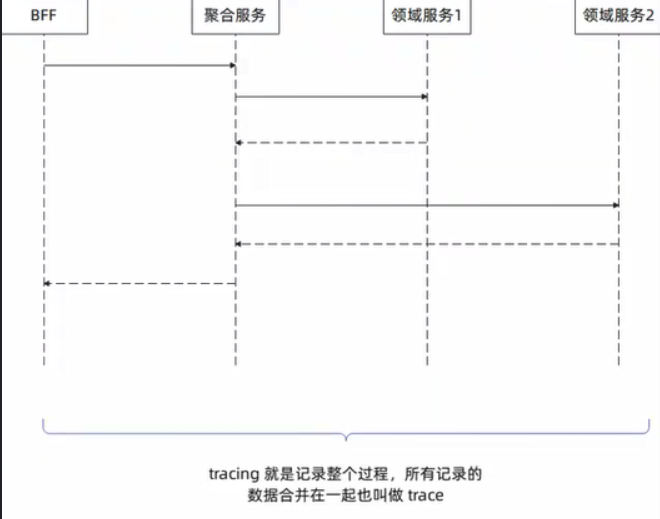 BFF
聚合服务
领域服务1
领域服务2
tracing 就是记录整个过程，所有记录的
数据合并在一起也叫做 trace